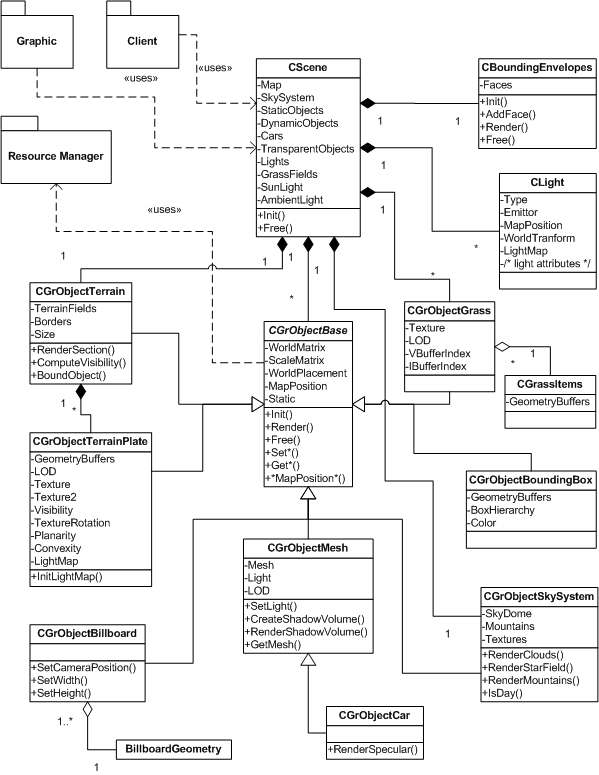 Graphic
Client
«uses»
«uses»
Resource Manager
«uses»
CScene
-Map
-SkySystem
-StaticObjects
-DynamicObjects
-Cars
-TransparentObjects
-Lights
-GrassFields
-SunLight
-AmbientLight
+Init()
+Free()
CBoundingEnvelopes
-Faces
+Init()
+AddFace()
+Render()
+Free()
1
1
CLight
-Type
-Emittor
-MapPosition
-WorldTranform
-LightMap
-/* light attributes */
1
*
1
*
1
1
1
1
*
1
CGrObjectTerrain
-TerrainFields
-Borders
-Size
+RenderSection()
+ComputeVisibility()
+BoundObject()
1
*
CGrObjectTerrainPlate
-GeometryBuffers
-LOD
-Texture
-Texture2
-Visibility
-TextureRotation
-Planarity
-Convexity
-LightMap
+InitLightMap()
CGrObjectBase
-WorldMatrix
-ScaleMatrix
-WorldPlacement
-MapPosition
-Static
+Init()
+Render()
+Free()
+Set*()
+Get*()
+*MapPosition*()
CGrObjectGrass
-Texture
-LOD
-VBufferIndex
-IBufferIndex
1
*
CGrassItems
-GeometryBuffers
CGrObjectBoundingBox
-GeometryBuffers
-BoxHierarchy
-Color
CGrObjectMesh
-Mesh
-Light
-LOD
+SetLight()
+CreateShadowVolume()
+RenderShadowVolume()
+GetMesh()
CGrObjectSkySystem
-SkyDome
-Mountains
-Textures
+RenderClouds()
+RenderStarField()
+RenderMountains()
+IsDay()
CGrObjectBillboard
+SetCameraPosition()
+SetWidth()
+SetHeight()
1..*
1
BillboardGeometry
CGrObjectCar
+RenderSpecular()